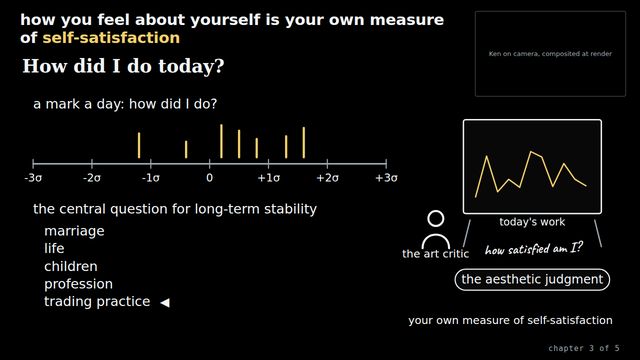 how you feel about yourself is your own measure
of self-satisfaction
How did I do today?
Ken on camera, composited at render
a mark a day: how did I do?
-3σ -2σ -1σ 0 +1σ +2σ +3σ
the central question for long-term stability
marriage
life
children
profession
trading practice ◀
today's work
the art critic
how satisfied am I?
the aesthetic judgment
your own measure of self-satisfaction
chapter 3 of 5